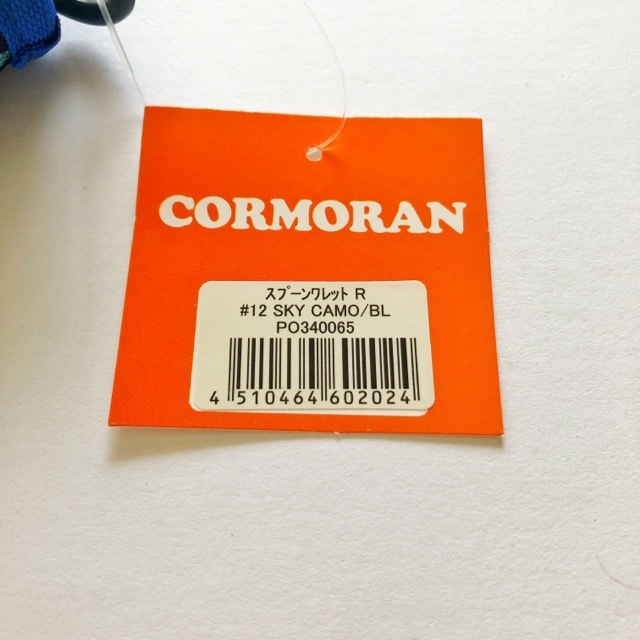 CORMORAN
ｽﾌﾟｰﾝﾜﾚｯﾄ R
#12 SKY CAMO/BL
PO340065
4 510464 602024